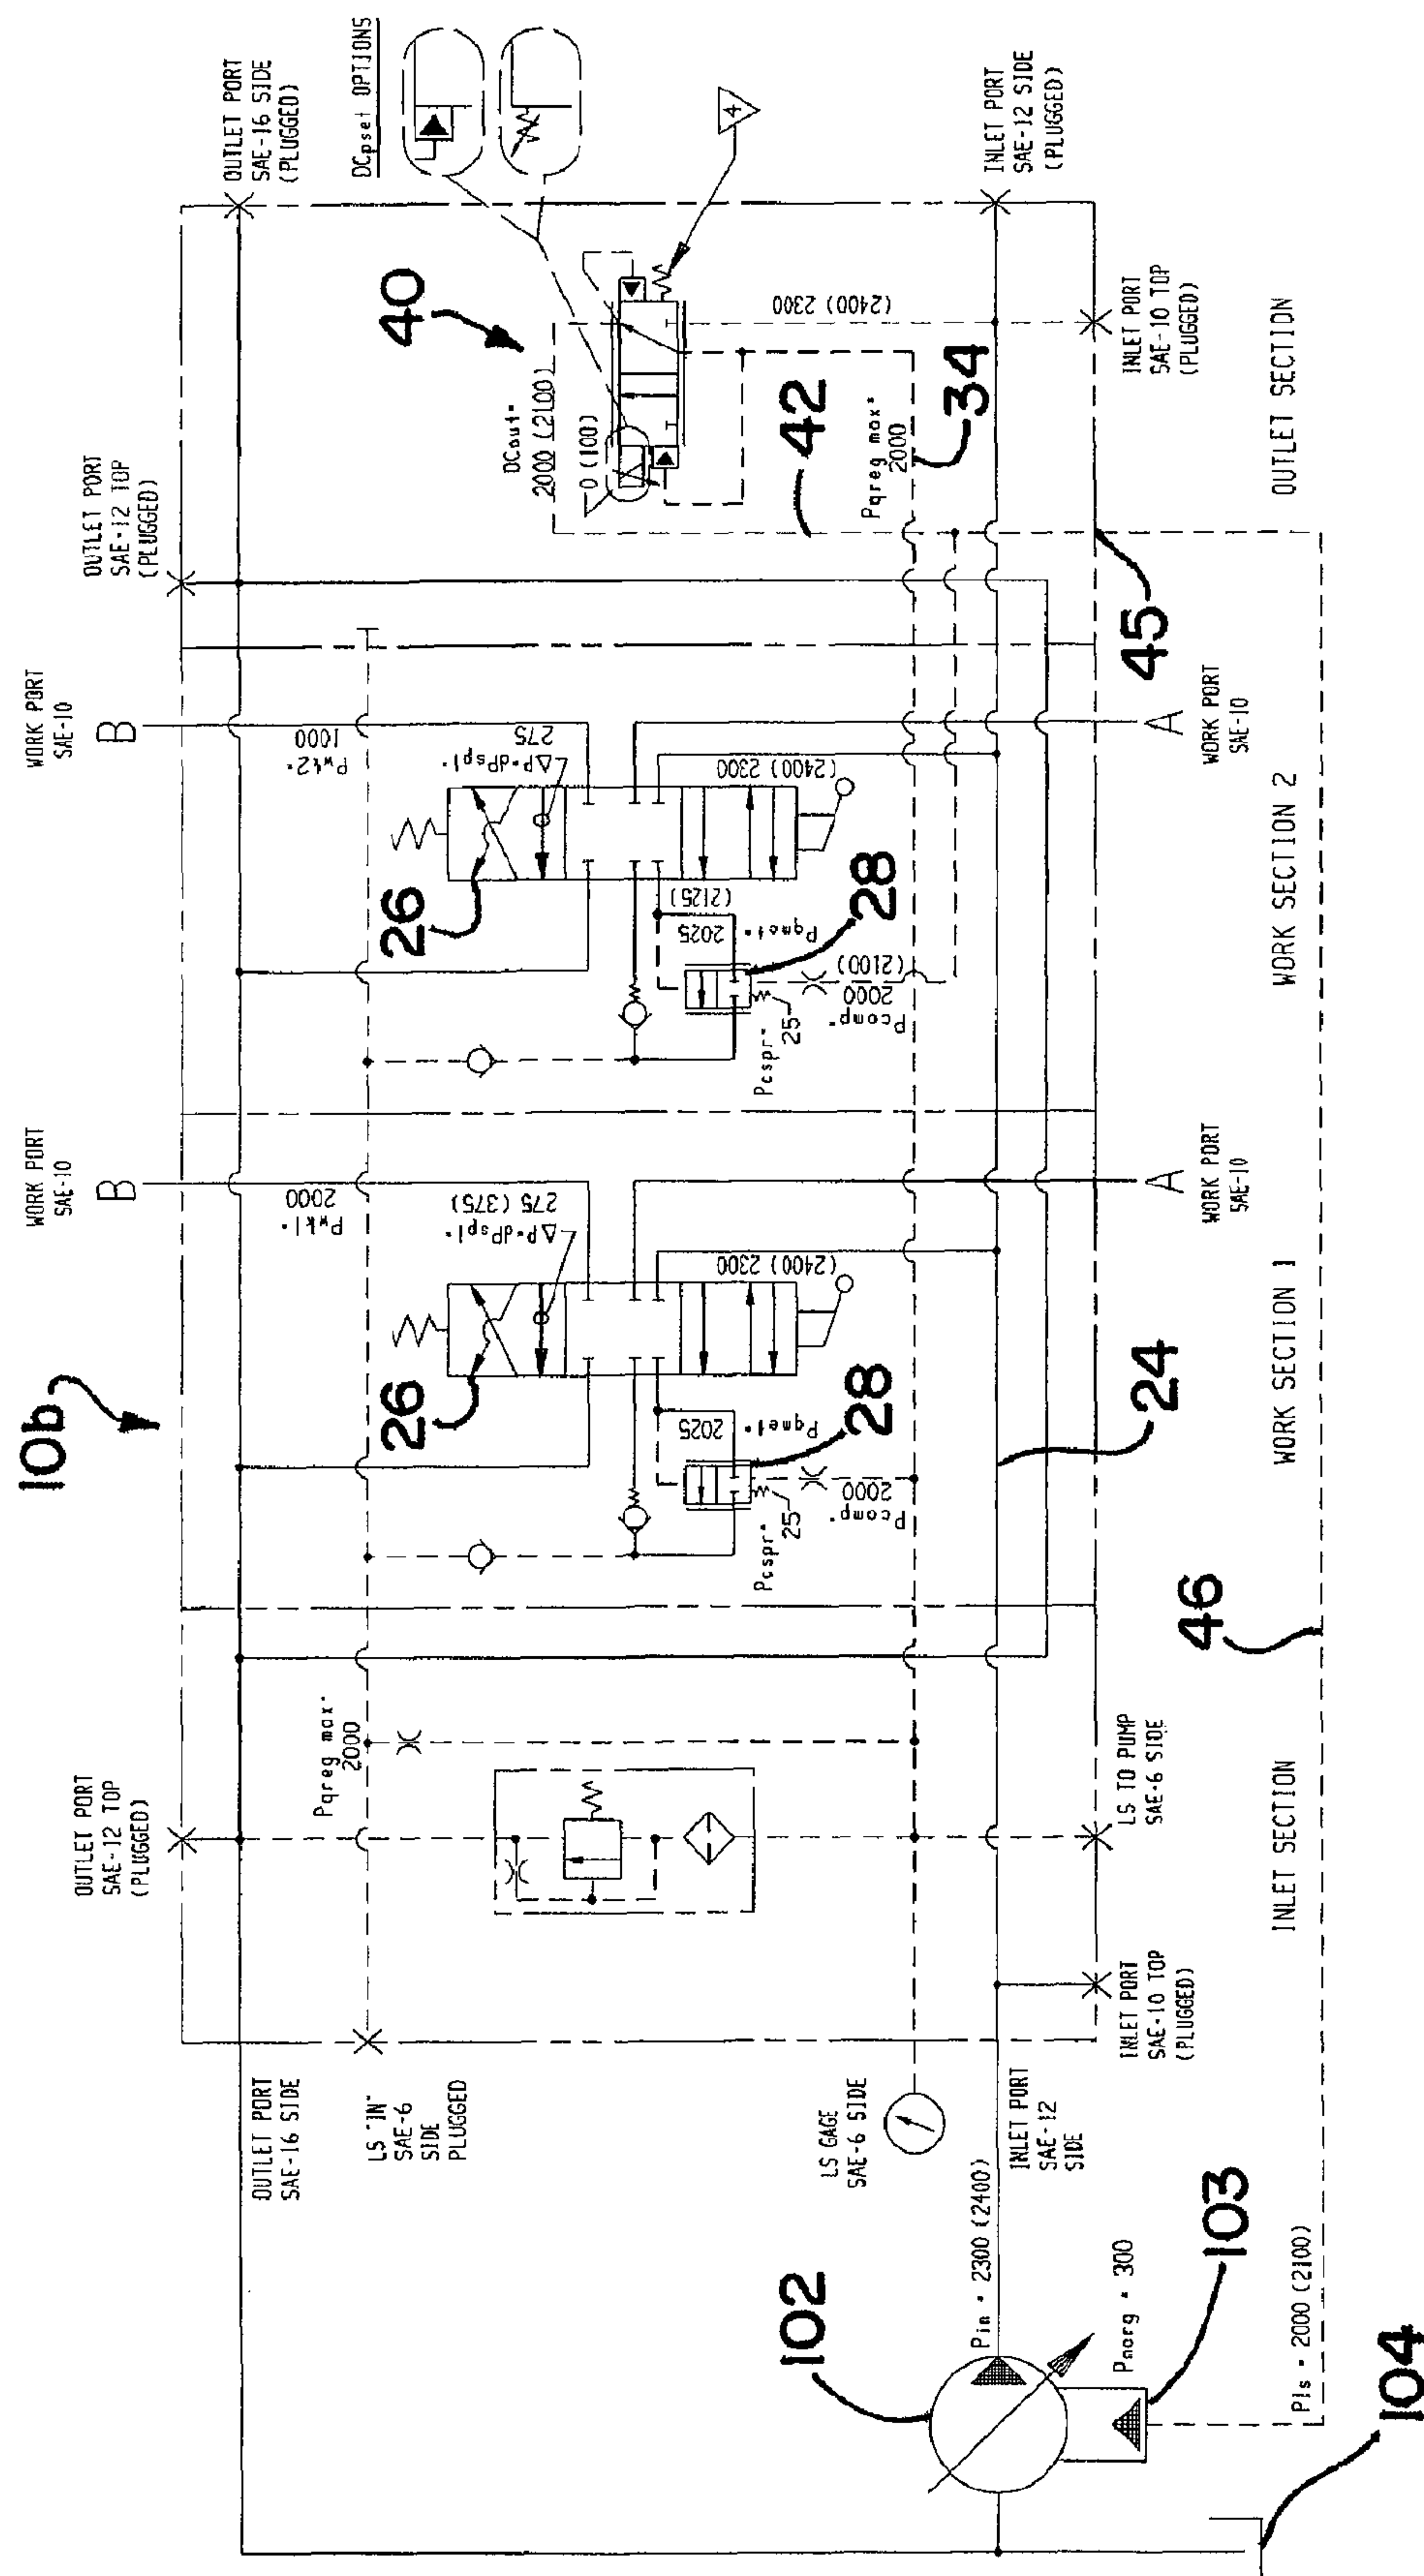 10b
OUTLET PORT
SAE-16 SIDE
OUTLET PORT
SAE-12 TOP
(PLUGGED)
WORK PORT
SAE-10
B
WORK PORT
SAE-10
B
OUTLET PORT
SAE-12 TOP
(PLUGGED)
OUTLET PORT
SAE-16 SIDE
(PLUGGED)
DCpset OPTIONS
LS "IN"
SAE-6
SIDE
PLUGGED
Pqreg max=
2000
Pwk1=
2000
ΔP=dPspl=
275 (375)
26
(2400) 2300
2025
Pqmet=
28
Pcspr=
25
Pcomp=
2000
Pwk2=
1000
ΔP=dPspl=
275
26
(2400) 2300
(2125)
2025
Pqmet=
28
Pcspr=
25
(2100)
2000
Pcomp=
40
DCout=
2000 (2100)
0 (100)
4
(2400) 2300
42
Pqreg max=
2000
34
LS GAGE
SAE-6 SIDE
102
Pin = 2300 (2400)
INLET PORT
SAE-12
SIDE
INLET PORT
SAE-10 TOP
(PLUGGED)
LS TO PUMP
SAE-6 SIDE
24
A
WORK PORT
SAE-10
A
WORK PORT
SAE-10
45
INLET PORT
SAE-10 TOP
(PLUGGED)
INLET PORT
SAE-12 SIDE
(PLUGGED)
Pmarg = 300
103
INLET SECTION
WORK SECTION 1
WORK SECTION 2
OUTLET SECTION
46
Pls = 2000 (2100)
104